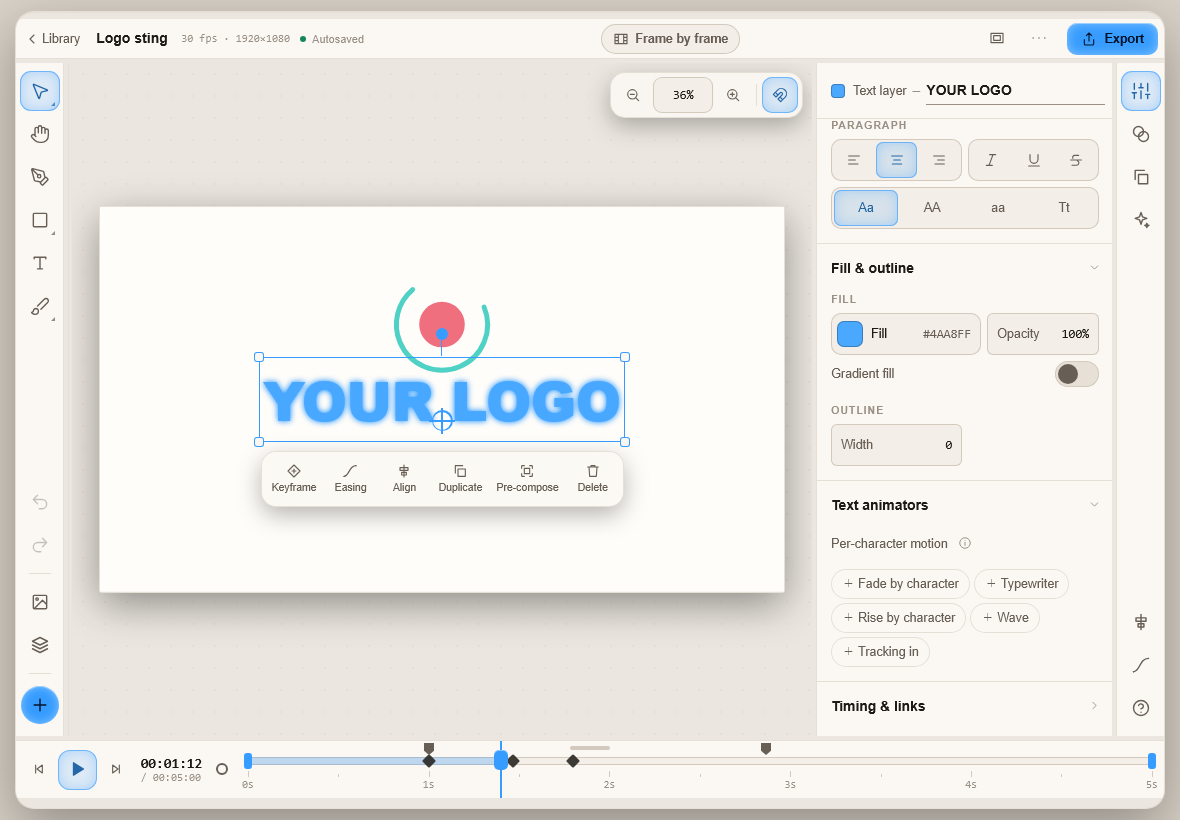 Library
Logo sting
30 fps · 1920×1080
Autosaved
Frame by frame
Export
36%
Text layer – YOUR LOGO
PARAGRAPH
I U S
Aa AA aa Tt
Fill & outline
FILL
Fill #4AA8FF
Opacity 100%
Gradient fill
OUTLINE
Width 0
Text animators
Per-character motion
+ Fade by character
+ Typewriter
+ Rise by character
+ Wave
+ Tracking in
Timing & links
YOUR LOGO
Keyframe
Easing
Align
Duplicate
Pre-compose
Delete
00:01:12
/ 00:05:00
0s 1s 2s 3s 4s 5s